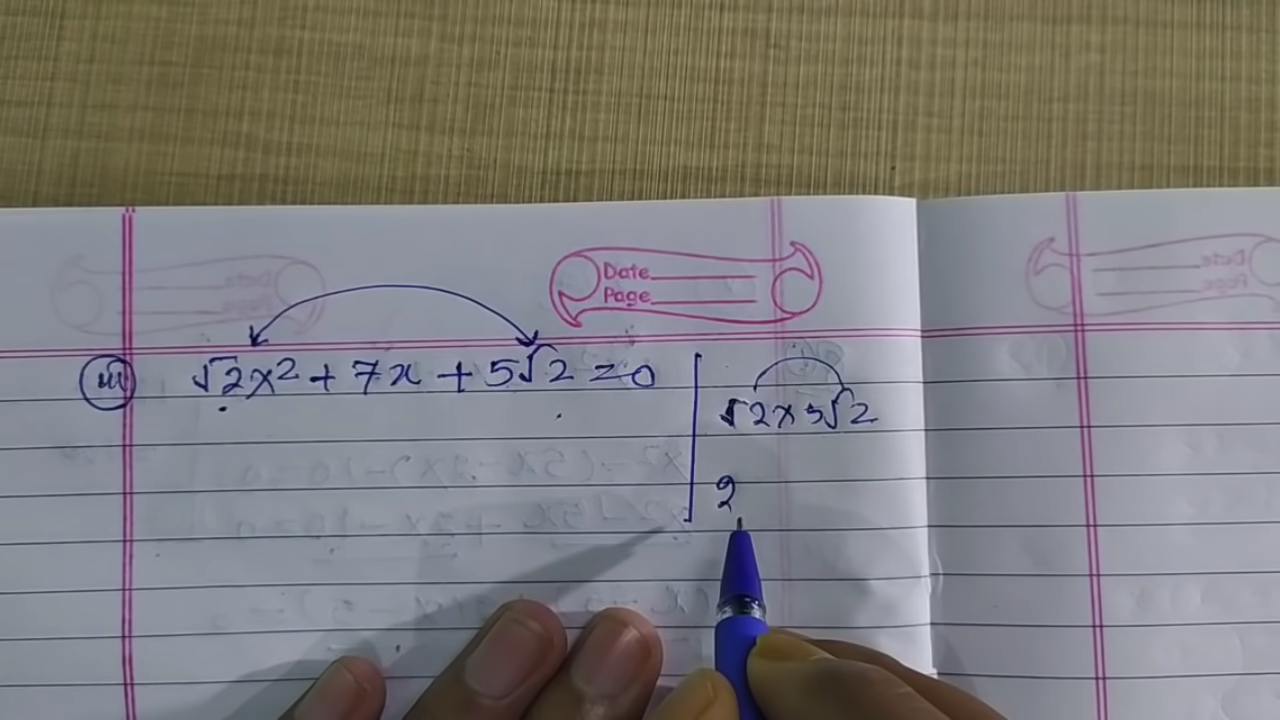 Date
Page
(iii) √2x² + 7x + 5√2 = 0
√2 × 5√2
2